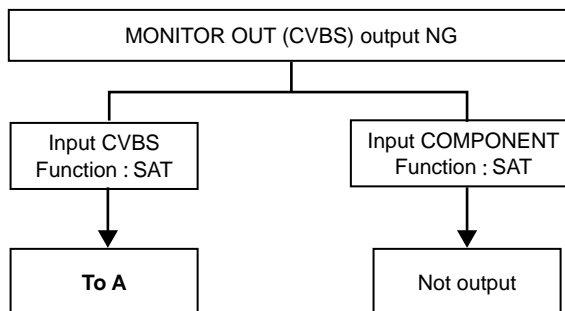 MONITOR OUT (CVBS) output NG
Input CVBS
Function : SAT
Input COMPONENT
Function : SAT
To A
Not output